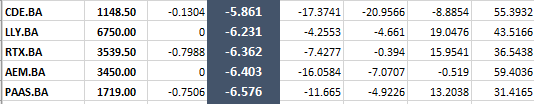 CDE.BA 1148.50 -0.1304 -5.861 -17.3741 -20.9566 -8.8854 55.3932
LLY.BA 6750.00 0 -6.231 -4.2553 -4.661 19.0476 43.5166
RTX.BA 3539.50 -0.7988 -6.362 -7.4277 -0.394 15.9541 36.5438
AEM.BA 3450.00 0 -6.403 -16.0584 -7.0707 -0.519 59.4036
PAAS.BA 1719.00 -0.7506 -6.576 -11.665 -4.9226 13.2038 31.4165